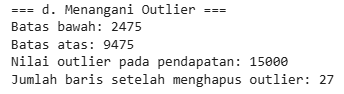 === d. Menangani Outlier ===
Batas bawah: 2475
Batas atas: 9475
Nilai outlier pada pendapatan: 15000
Jumlah baris setelah menghapus outlier: 27